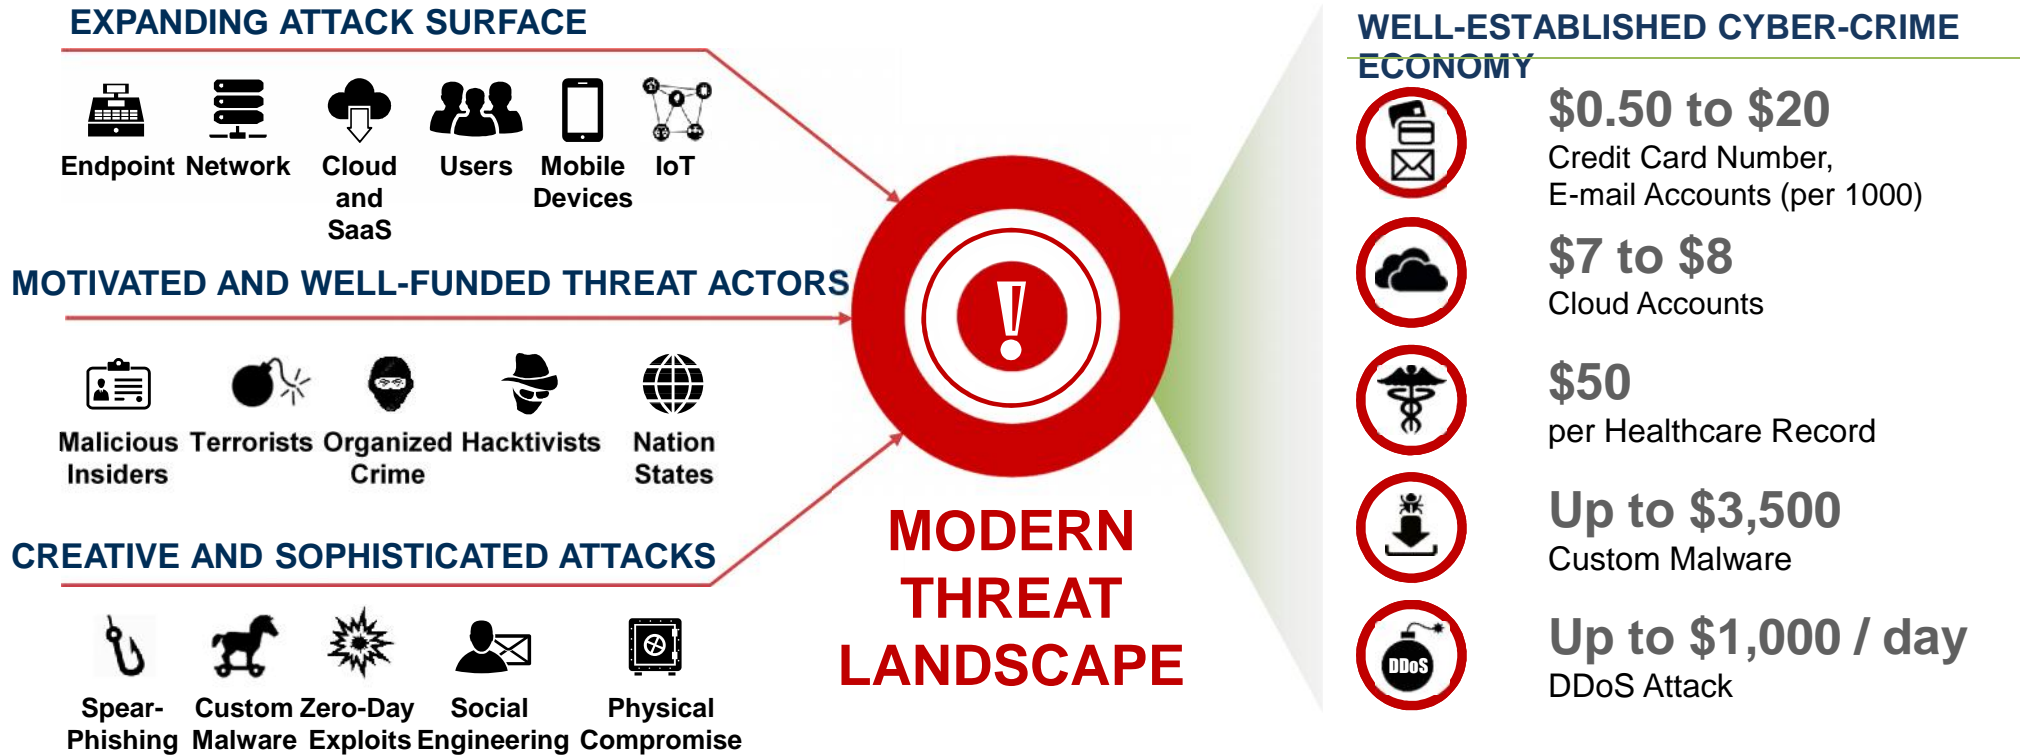 EXPANDING ATTACK SURFACE
Endpoint
Network
Cloud
and
SaaS
Users
Mobile
Devices
IoT
MOTIVATED AND WELL-FUNDED THREAT ACTORS
Malicious
Insiders
Terrorists
Organized
Crime
Hacktivists
Nation
States
CREATIVE AND SOPHISTICATED ATTACKS
Spear-
Phishing
Custom
Malware
Zero-Day
Exploits
Social
Engineering
Physical
Compromise
!
MODERN
THREAT
LANDSCAPE
WELL-ESTABLISHED CYBER-CRIME
ECONOMY
$0.50 to $20
Credit Card Number,
E-mail Accounts (per 1000)
$7 to $8
Cloud Accounts
$50
per Healthcare Record
Up to $3,500
Custom Malware
DDoS
Up to $1,000 / day
DDoS Attack